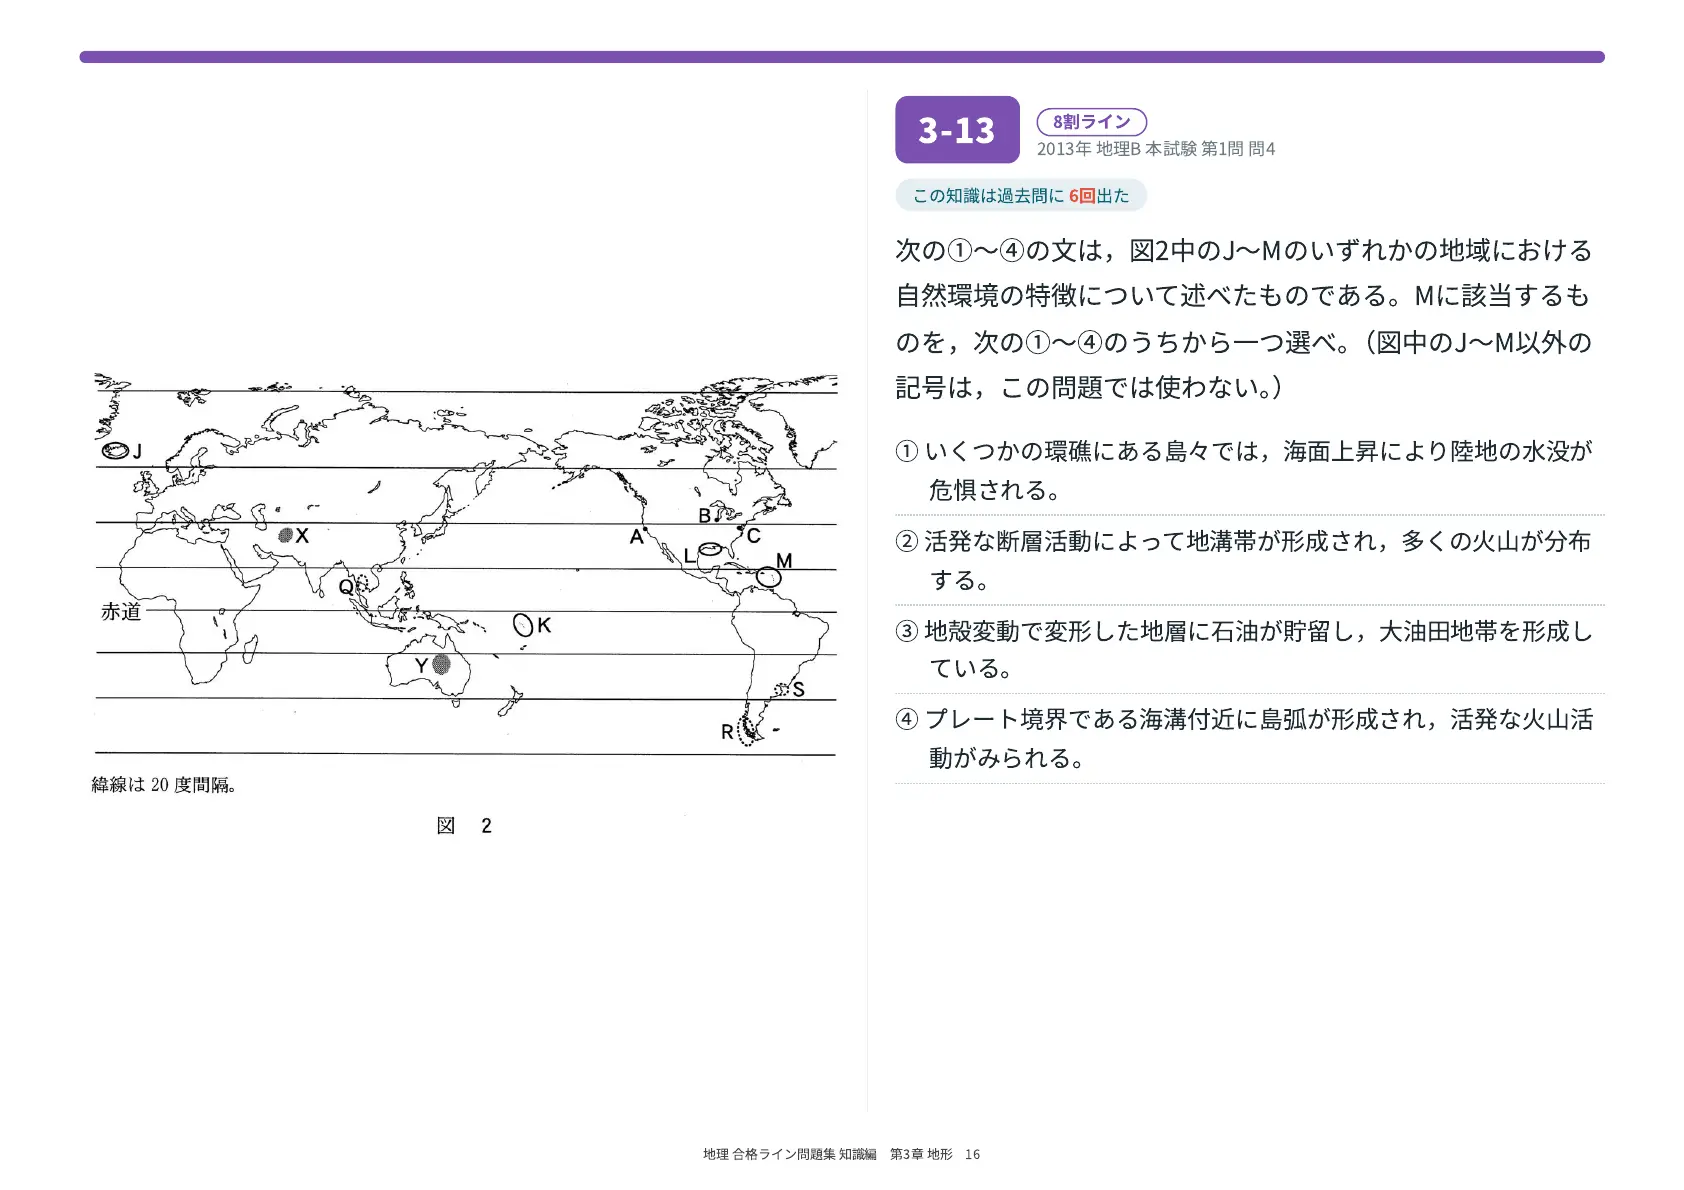 3-13
8割ライン
2013年 地理B 本試験 第1問 問4
この知識は過去問に 6回出た
次の①～④の文は，図2中のJ～Mのいずれかの地域における
自然環境の特徴について述べたものである。Mに該当するも
のを，次の①～④のうちから一つ選べ。（図中のJ～M以外の
記号は，この問題では使わない。）
① いくつかの環礁にある島々では，海面上昇により陸地の水没が
危惧される。
② 活発な断層活動によって地溝帯が形成され，多くの火山が分布
する。
③ 地殻変動で変形した地層に石油が貯留し，大油田地帯を形成し
ている。
④ プレート境界である海溝付近に島弧が形成され，活発な火山活
動がみられる。
J
B
X
A
C
L
M
Q
赤道
K
Y
S
R
緯線は 20 度間隔。
図 2
地理 合格ライン問題集 知識編 第3章 地形 16